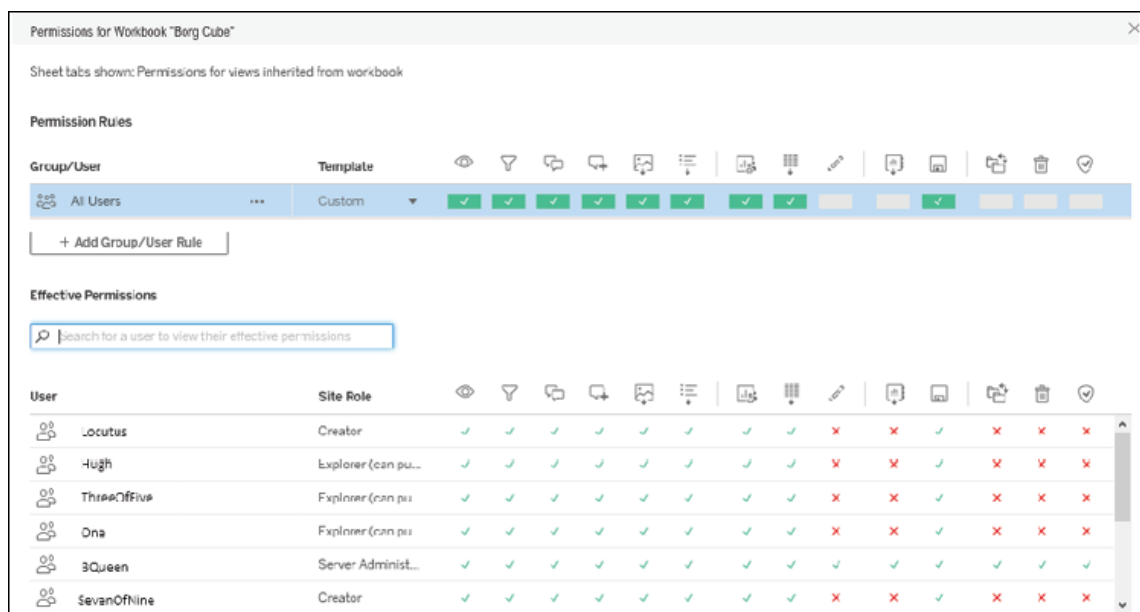 Permissions for Workbook "Borg Cube"
Sheet tabs shown: Permissions for views inherited from workbook
Permission Rules
Group/User Template
All Users ... Custom
+ Add Group/User Rule
Effective Permissions
Search for a user to view their effective permissions
User Site Role
Locutus Creator
Hugh Explorer (can pu...
ThreeOfFive Explorer (can pu
Ona Explorer (can pu
BQueen Server Administ...
SevanOfNine Creator